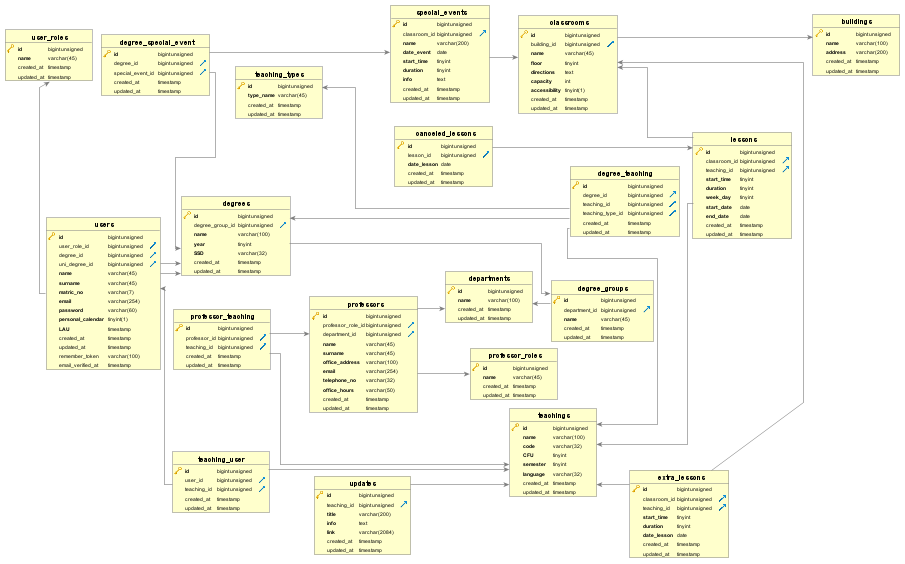 user_roles
id bigintunsigned
name varchar(45)
created_at timestamp
updated_at timestamp
degree_special_event
id bigintunsigned
degree_id bigintunsigned
special_event_id bigintunsigned
created_at timestamp
updated_at timestamp
teaching_types
id bigintunsigned
type_name varchar(45)
created_at timestamp
updated_at timestamp
special_events
id bigintunsigned
classroom_id bigintunsigned
name varchar(200)
date_event date
start_time tinyint
duration tinyint
info text
created_at timestamp
updated_at timestamp
classrooms
id bigintunsigned
building_id bigintunsigned
name varchar(45)
floor tinyint
directions text
capacity int
accessibility tinyint(1)
created_at timestamp
updated_at timestamp
buildings
id bigintunsigned
name varchar(100)
address varchar(200)
canceled_lessons
id bigintunsigned
lesson_id bigintunsigned
date_lesson date
created_at timestamp
updated_at timestamp
lessons
id bigintunsigned
classroom_id bigintunsigned
teaching_id bigintunsigned
start_time tinyint
duration tinyint
week_day tinyint
start_date date
end_date date
created_at timestamp
updated_at timestamp
degree_teaching
id bigintunsigned
degree_id bigintunsigned
teaching_id bigintunsigned
teaching_type_id bigintunsigned
created_at timestamp
updated_at timestamp
degrees
id bigintunsigned
degree_group_id bigintunsigned
name varchar(100)
year tinyint
SSD varchar(32)
created_at timestamp
updated_at timestamp
users
id bigintunsigned
user_role_id bigintunsigned
degree_id bigintunsigned
uni_degree_id bigintunsigned
name varchar(45)
surname varchar(45)
matric_no varchar(7)
email varchar(254)
password varchar(60)
personal_calendar tinyint(1)
LAU timestamp
created_at timestamp
updated_at timestamp
remember_token varchar(100)
email_verified_at timestamp
departments
id bigintunsigned
name varchar(100)
created_at timestamp
updated_at timestamp
degree_groups
id bigintunsigned
department_id bigintunsigned
name varchar(45)
created_at timestamp
updated_at timestamp
professors
id bigintunsigned
professor_role_id bigintunsigned
department_id bigintunsigned
name varchar(45)
surname varchar(45)
office_address varchar(100)
email varchar(254)
telephone_no varchar(32)
office_hours varchar(50)
created_at timestamp
updated_at timestamp
professor_teaching
id bigintunsigned
professor_id bigintunsigned
teaching_id bigintunsigned
created_at timestamp
updated_at timestamp
professor_roles
id bigintunsigned
name varchar(45)
created_at timestamp
updated_at timestamp
teachings
id bigintunsigned
name varchar(100)
code varchar(32)
CFU tinyint
semester tinyint
language varchar(32)
created_at timestamp
updated_at timestamp
teaching_user
id bigintunsigned
user_id bigintunsigned
teaching_id bigintunsigned
created_at timestamp
updated_at timestamp
updates
id bigintunsigned
teaching_id bigintunsigned
title varchar(200)
info text
link varchar(2084)
created_at timestamp
updated_at timestamp
extra_lessons
id bigintunsigned
classroom_id bigintunsigned
teaching_id bigintunsigned
start_time tinyint
duration tinyint
date_lesson date
created_at timestamp
updated_at timestamp